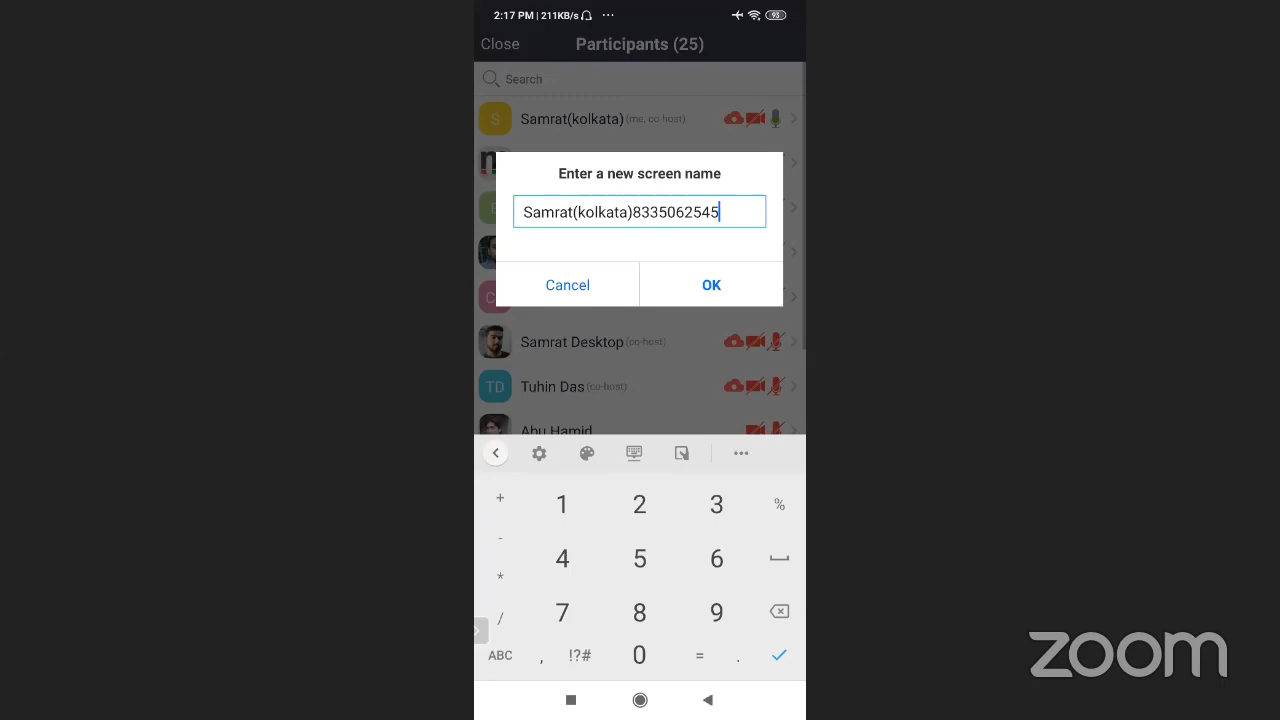 2:17 PM | 211KB/s ... 93
Close Participants (25)
Search
S Samrat(kolkata) (me, co-host)
Enter a new screen name
Samrat(kolkata)8335062545
Cancel OK
Samrat Desktop (co-host)
TD Tuhin Das (co-host)
Abu Hamid
+ 1 2 3 %
- 4 5 6
*
/ 7 8 9
ABC , !?# 0 = .
zoom